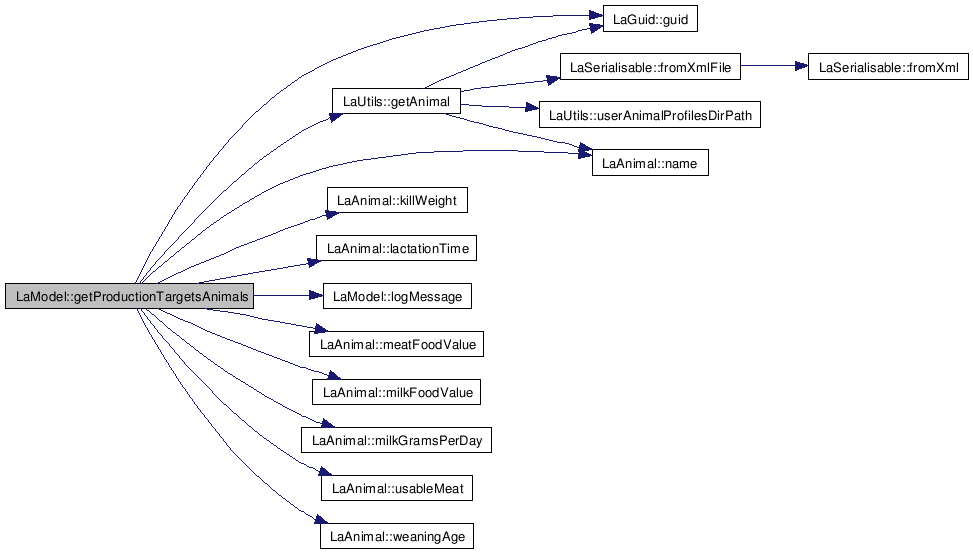 LaGuid::guid
LaSerialisable::fromXmlFile
LaSerialisable::fromXml
LaUtils::getAnimal
LaUtils::userAnimalProfilesDirPath
LaAnimal::name
LaAnimal::killWeight
LaAnimal::lactationTime
LaModel::getProductionTargetsAnimals
LaModel::logMessage
LaAnimal::meatFoodValue
LaAnimal::milkFoodValue
LaAnimal::milkGramsPerDay
LaAnimal::usableMeat
LaAnimal::weaningAge